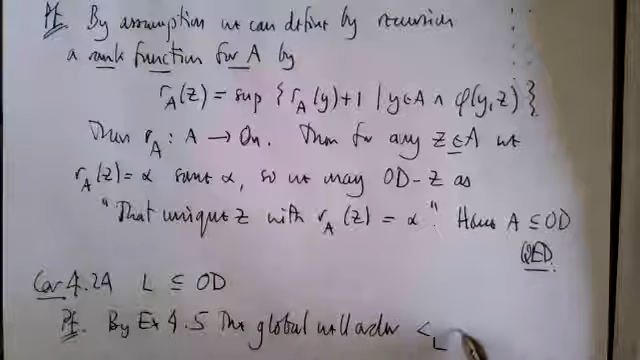 Pf. By assumption we can define by recursion
a rank function for A by
r_A(z) = sup { r_A(y)+1 | y∈A ∧ φ(y,z) }.
Then r_A : A → On. Then for any z∈A we
r_A(z) = α some α, so we may OD-z as
"That unique z with r_A(z) = α". Hence A ⊆ OD
QED.
Cor 4.2A L ⊆ OD
Pf. By Ex 4.5 The global wellorder <_L